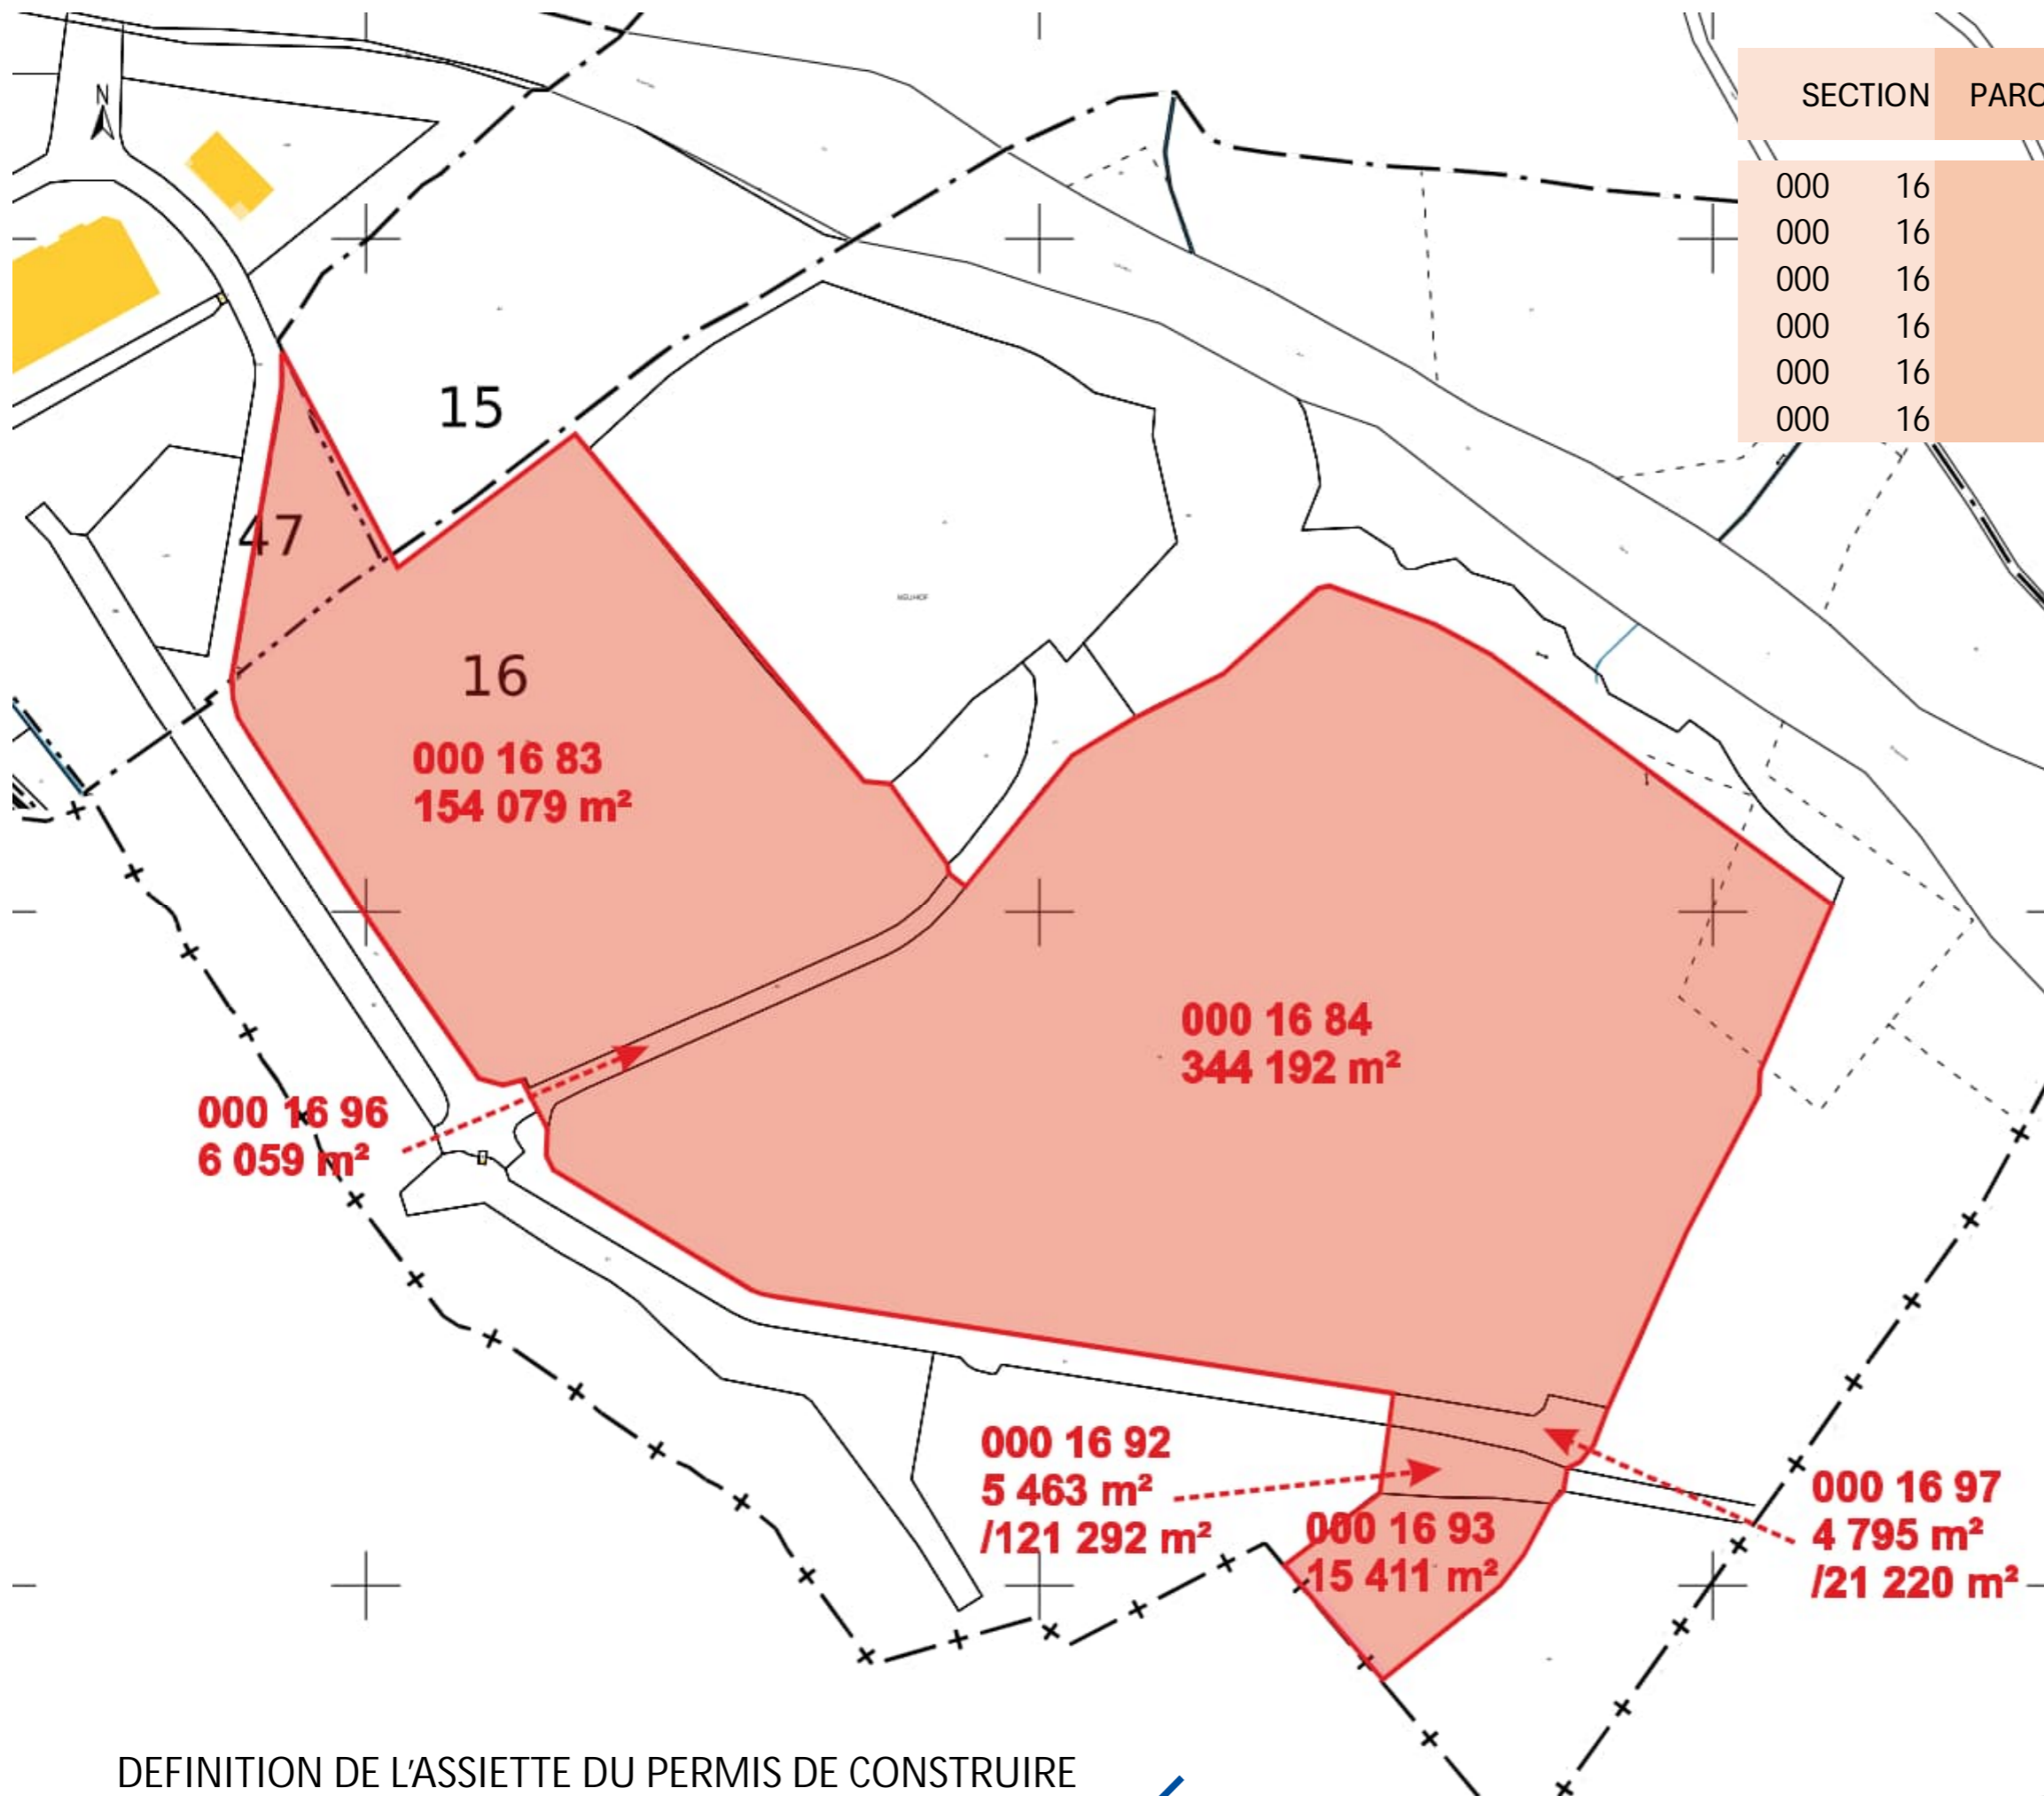 N
SECTION PARC
000 16
000 16
000 16
000 16
000 16
000 16
15
47
16
000 16 83
154 079 m²
NEUHOF
000 16 84
344 192 m²
000 16 96
6 059 m²
000 16 92
5 463 m²
/121 292 m²
000 16 93
15 411 m²
000 16 97
4 795 m²
/21 220 m²
DEFINITION DE L'ASSIETTE DU PERMIS DE CONSTRUIRE